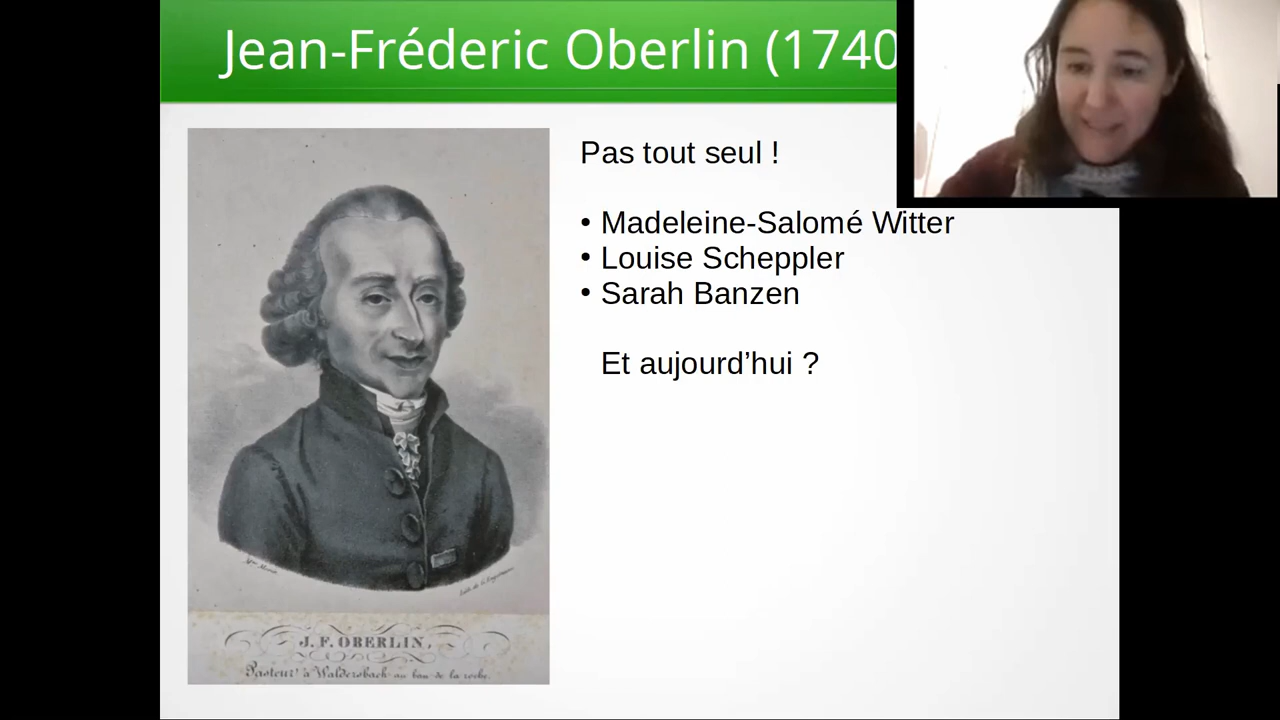 Jean-Fréderic Oberlin (1740
Pas tout seul !
• Madeleine-Salomé Witter
• Louise Scheppler
• Sarah Banzen
Et aujourd’hui ?
J. F. OBERLIN,
Pasteur à Waldersbach au ban de la roche.